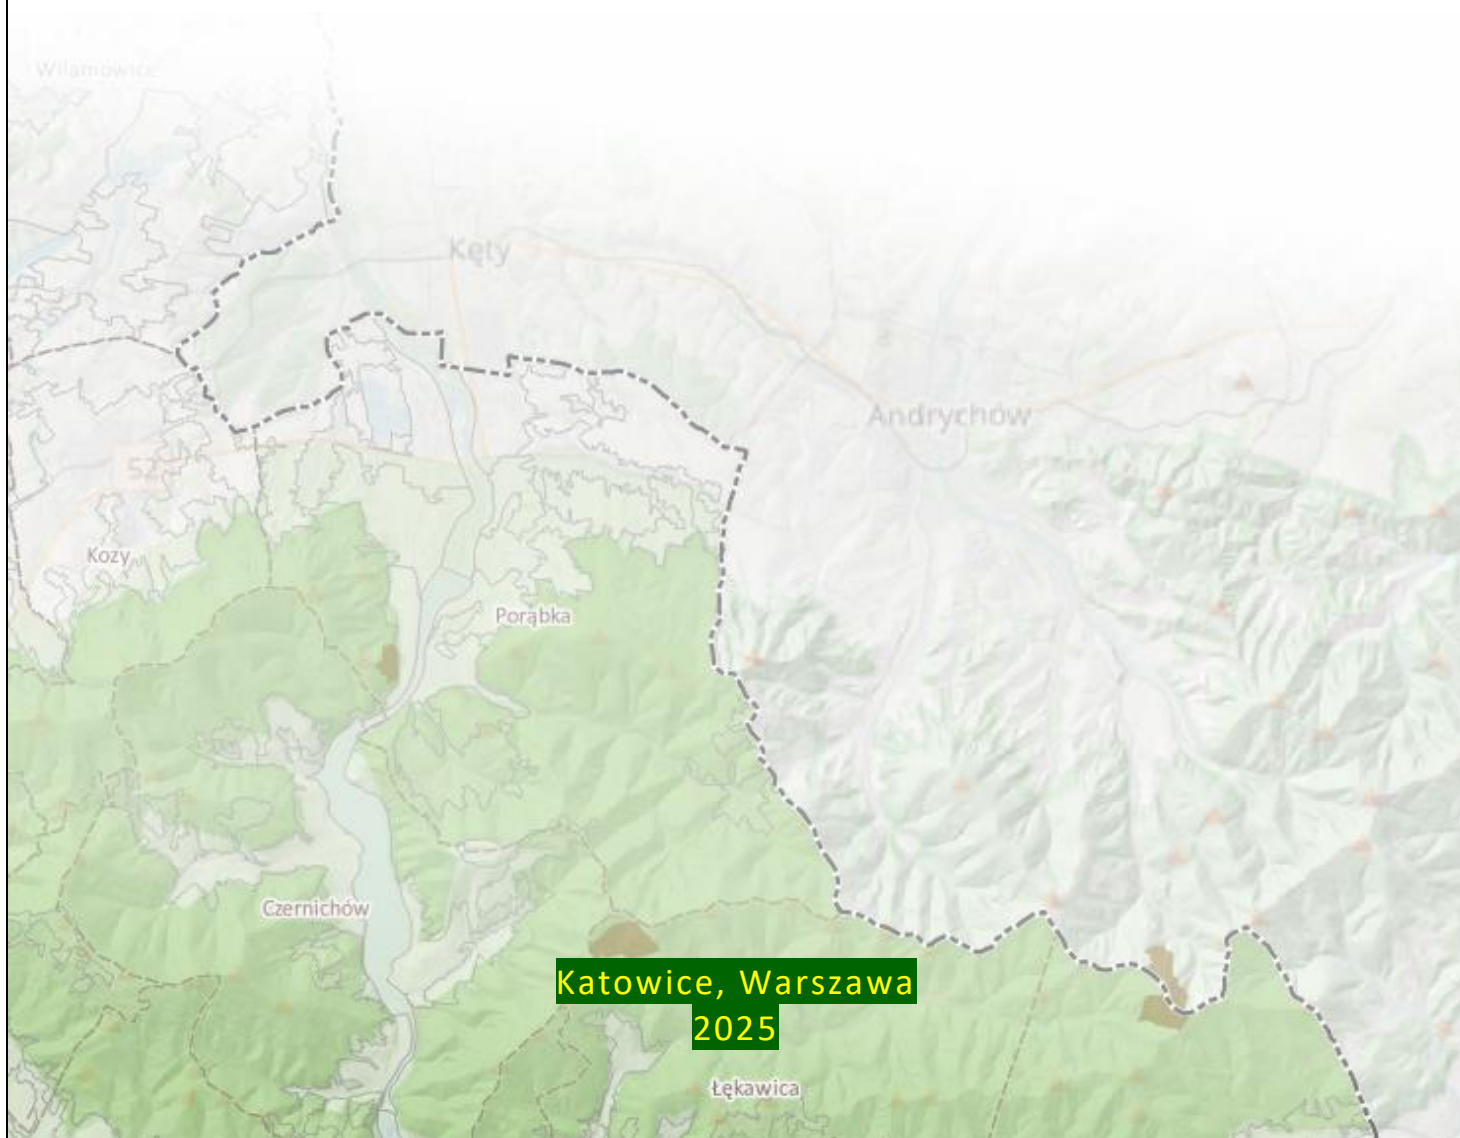 Wilamowice
Kęty
Andrychów
52
Kozy
Porąbka
Czernichów
Katowice, Warszawa
2025
Łękawica